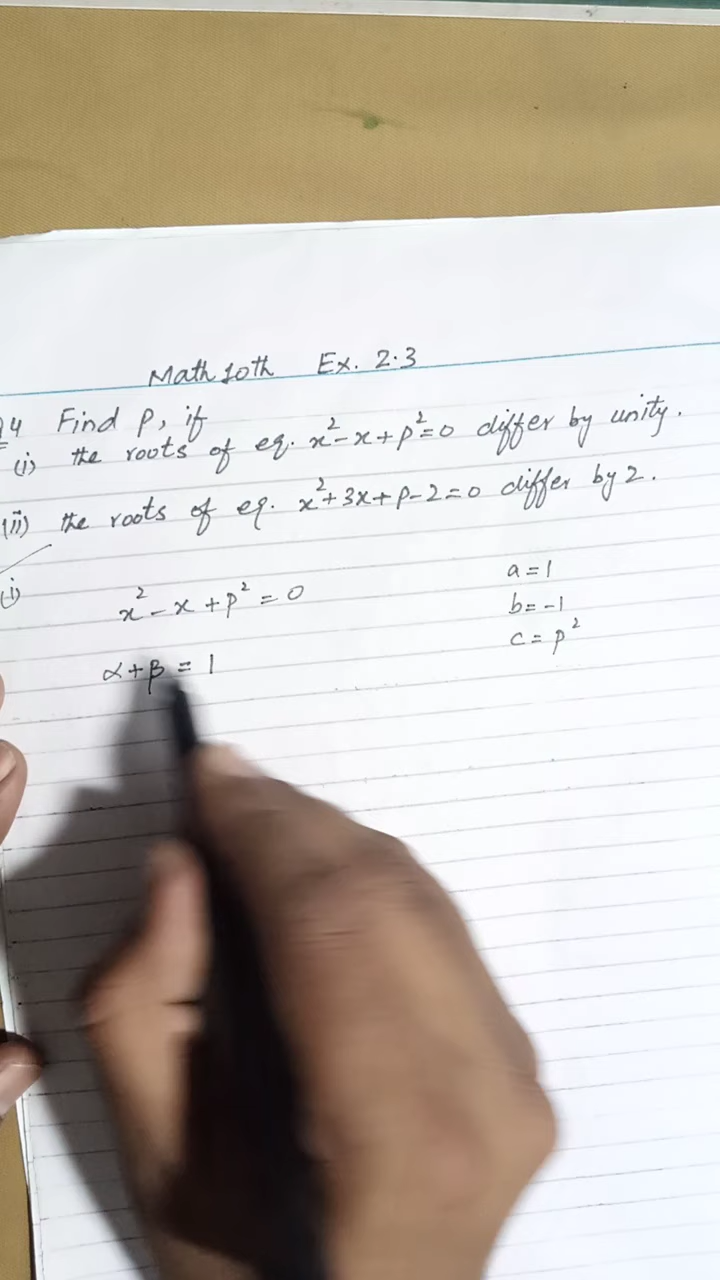 Math 10th Ex. 2.3
Q4 Find P, if
(i) the roots of eq. x²-x+p²=0 differ by unity.
(ii) the roots of eq. x²+3x+p-2=0 differ by 2.
(i) x²-x+p²=0
a=1
b=-1
c=p²
α+β=1